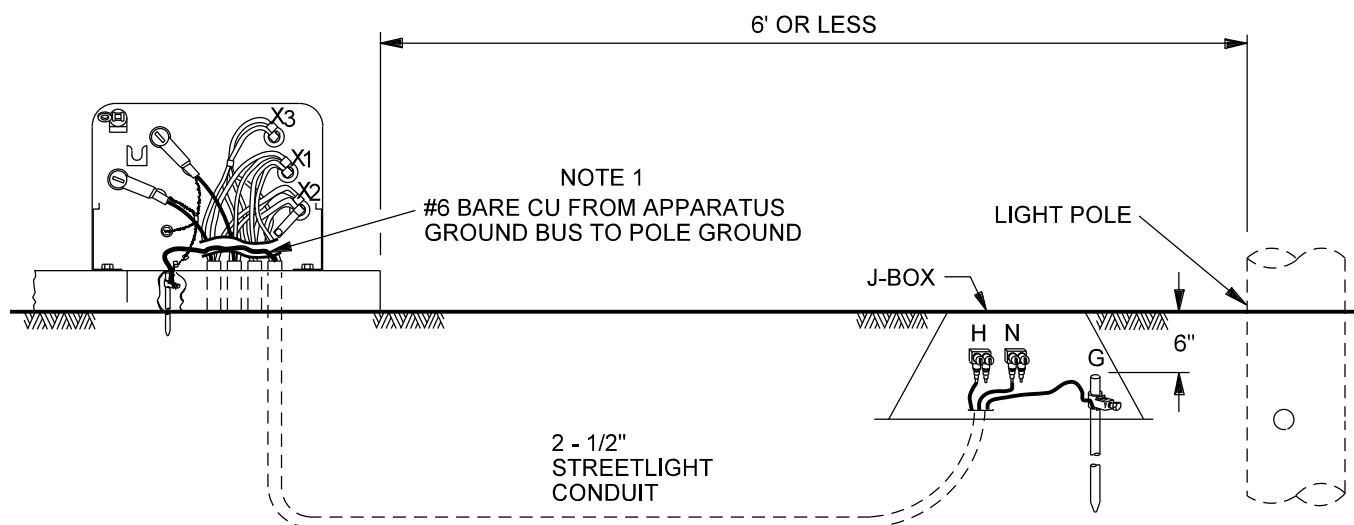 6' OR LESS
X3
X1
X2
NOTE 1
#6 BARE CU FROM APPARATUS
GROUND BUS TO POLE GROUND
LIGHT POLE
J-BOX
H N
G
6"
2 - 1/2"
STREETLIGHT
CONDUIT